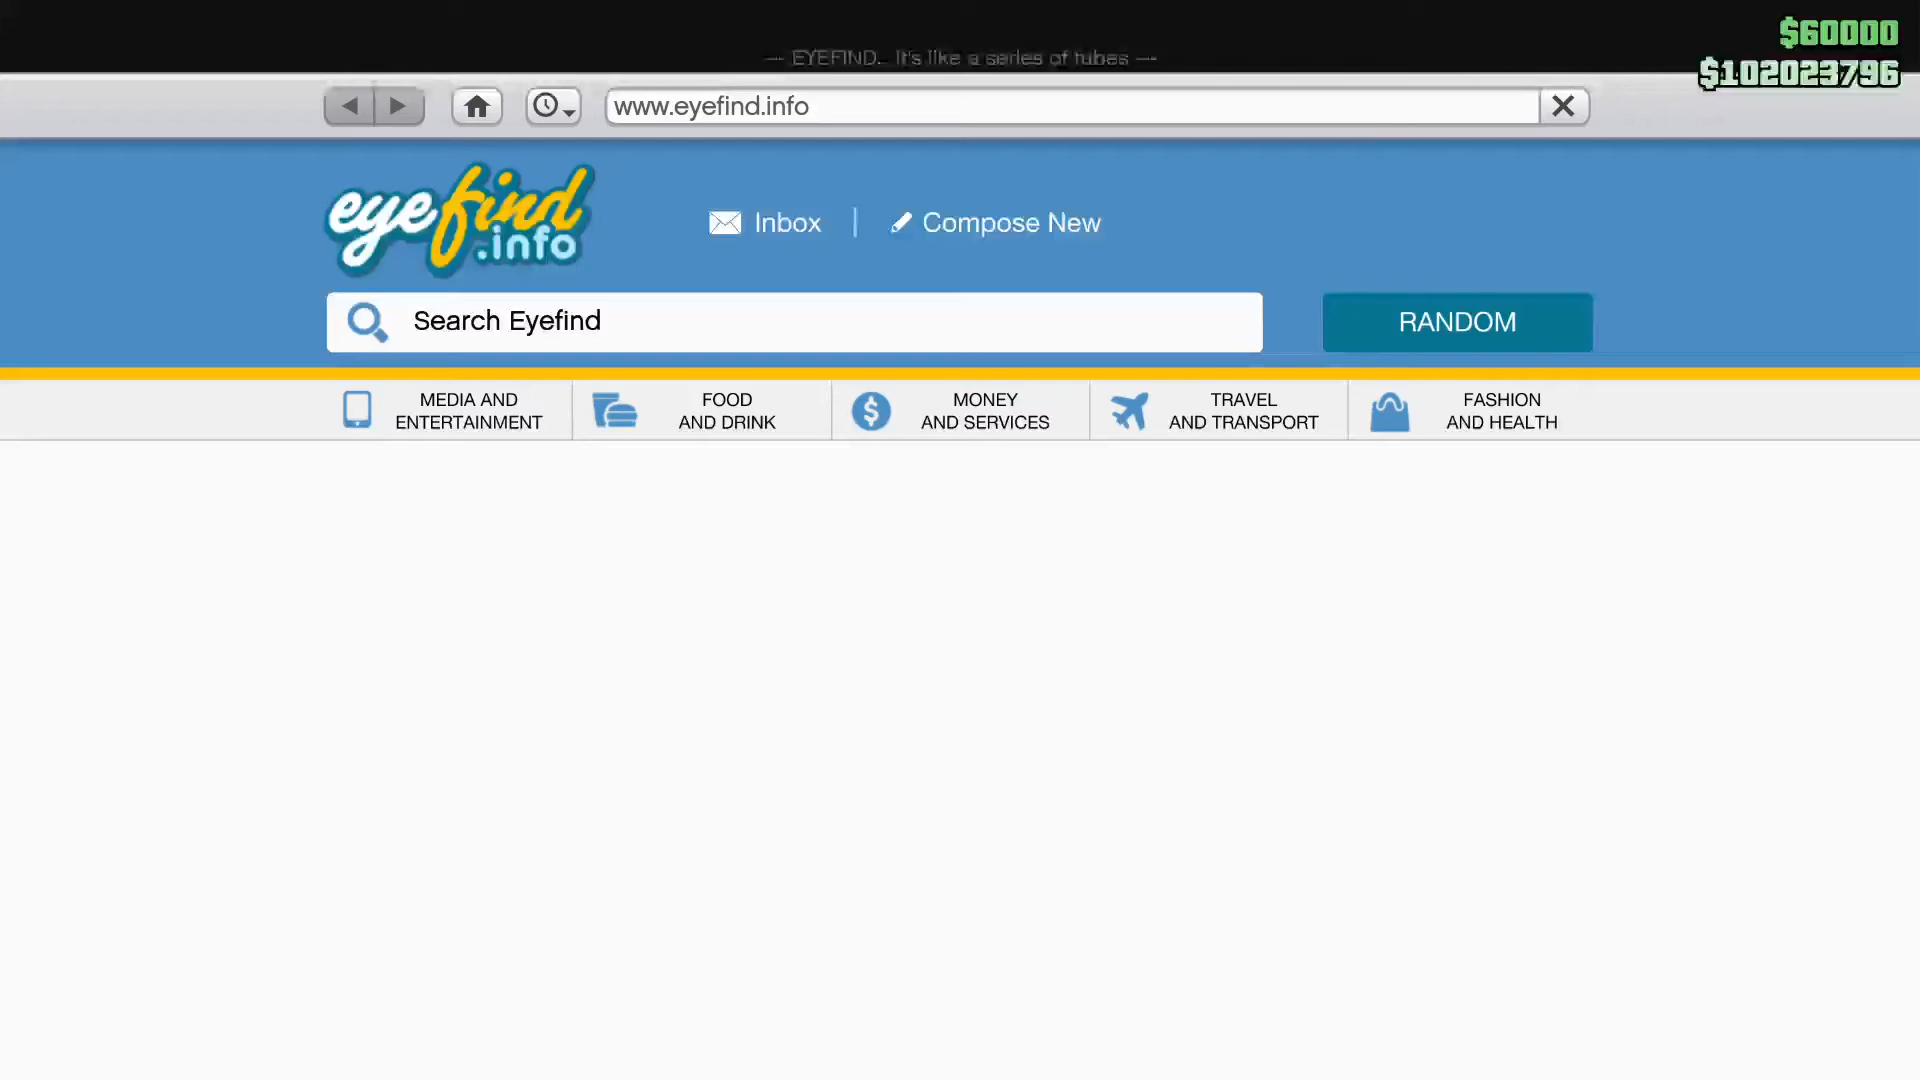 $60000
$102023796
— EYEFIND. It's like a series of tubes —
www.eyefind.info
eyefind
.info
Inbox | Compose New
Search Eyefind
RANDOM
MEDIA AND
ENTERTAINMENT
FOOD
AND DRINK
MONEY
AND SERVICES
TRAVEL
AND TRANSPORT
FASHION
AND HEALTH